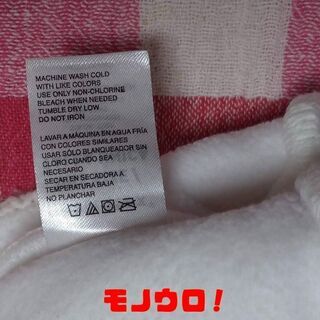 MACHINE WASH COLD
WITH LIKE COLORS
USE ONLY NON-CHLORINE
BLEACH WHEN NEEDED
TUMBLE DRY LOW
DO NOT IRON
LAVAR A MÁQUINA EN AGUA FRÍA
CON COLORES SIMILARES
USAR SÓLO BLANQUEADOR SIN
CLORO CUANDO SEA
NECESARIO
SECAR EN SECADORA A
TEMPERATURA BAJA
NO PLANCHAR
モノウロ!